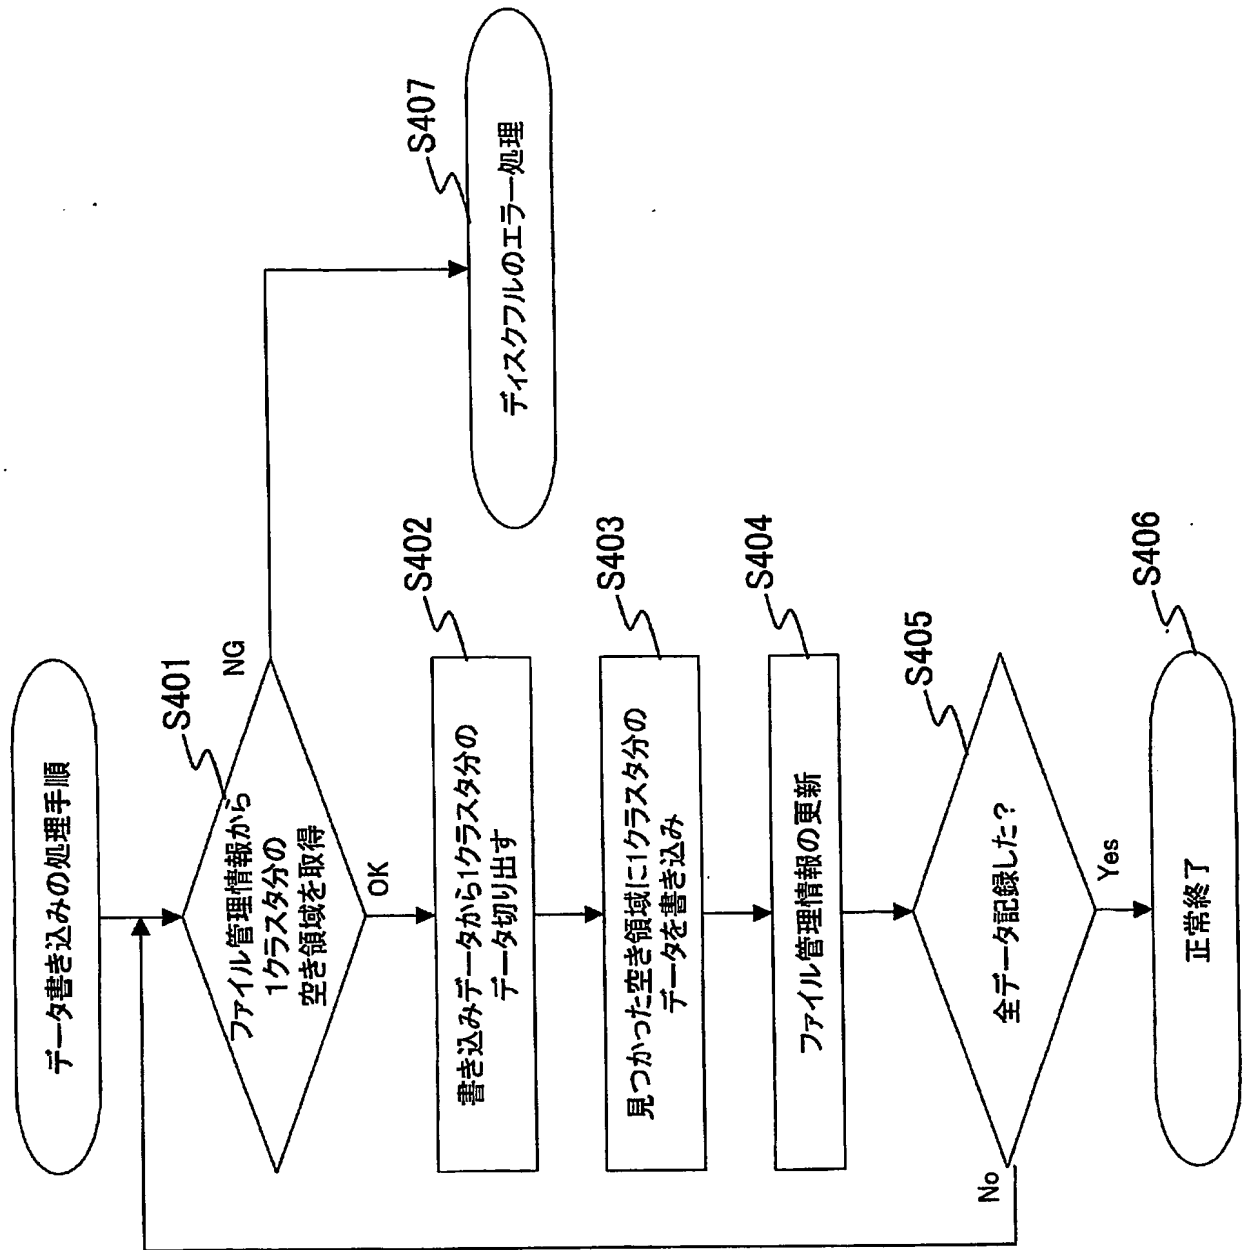 データ書き込みの処理手順
S401
ファイル管理情報から
1クラスタ分の
空き領域を取得
NG
OK
S402
書き込みデータから1クラスタ分の
データ切り出す
S403
見つかった空き領域に1クラスタ分の
データを書き込み
S404
ファイル管理情報の更新
S405
全データ記録した？
No
Yes
S406
正常終了
S407
ディスクフルのエラー処理